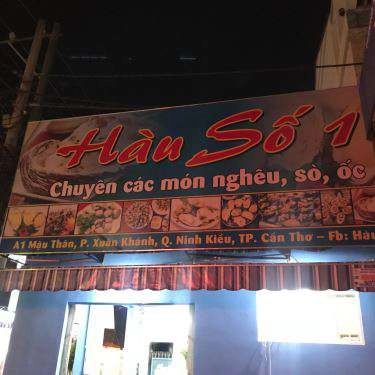 Hàu Số 1
Chuyên các món nghêu, sò, ốc
A1 Mậu Thân, P. Xuân Khánh, Q. Ninh Kiều, TP. Cần Thơ – Fb: Hàu